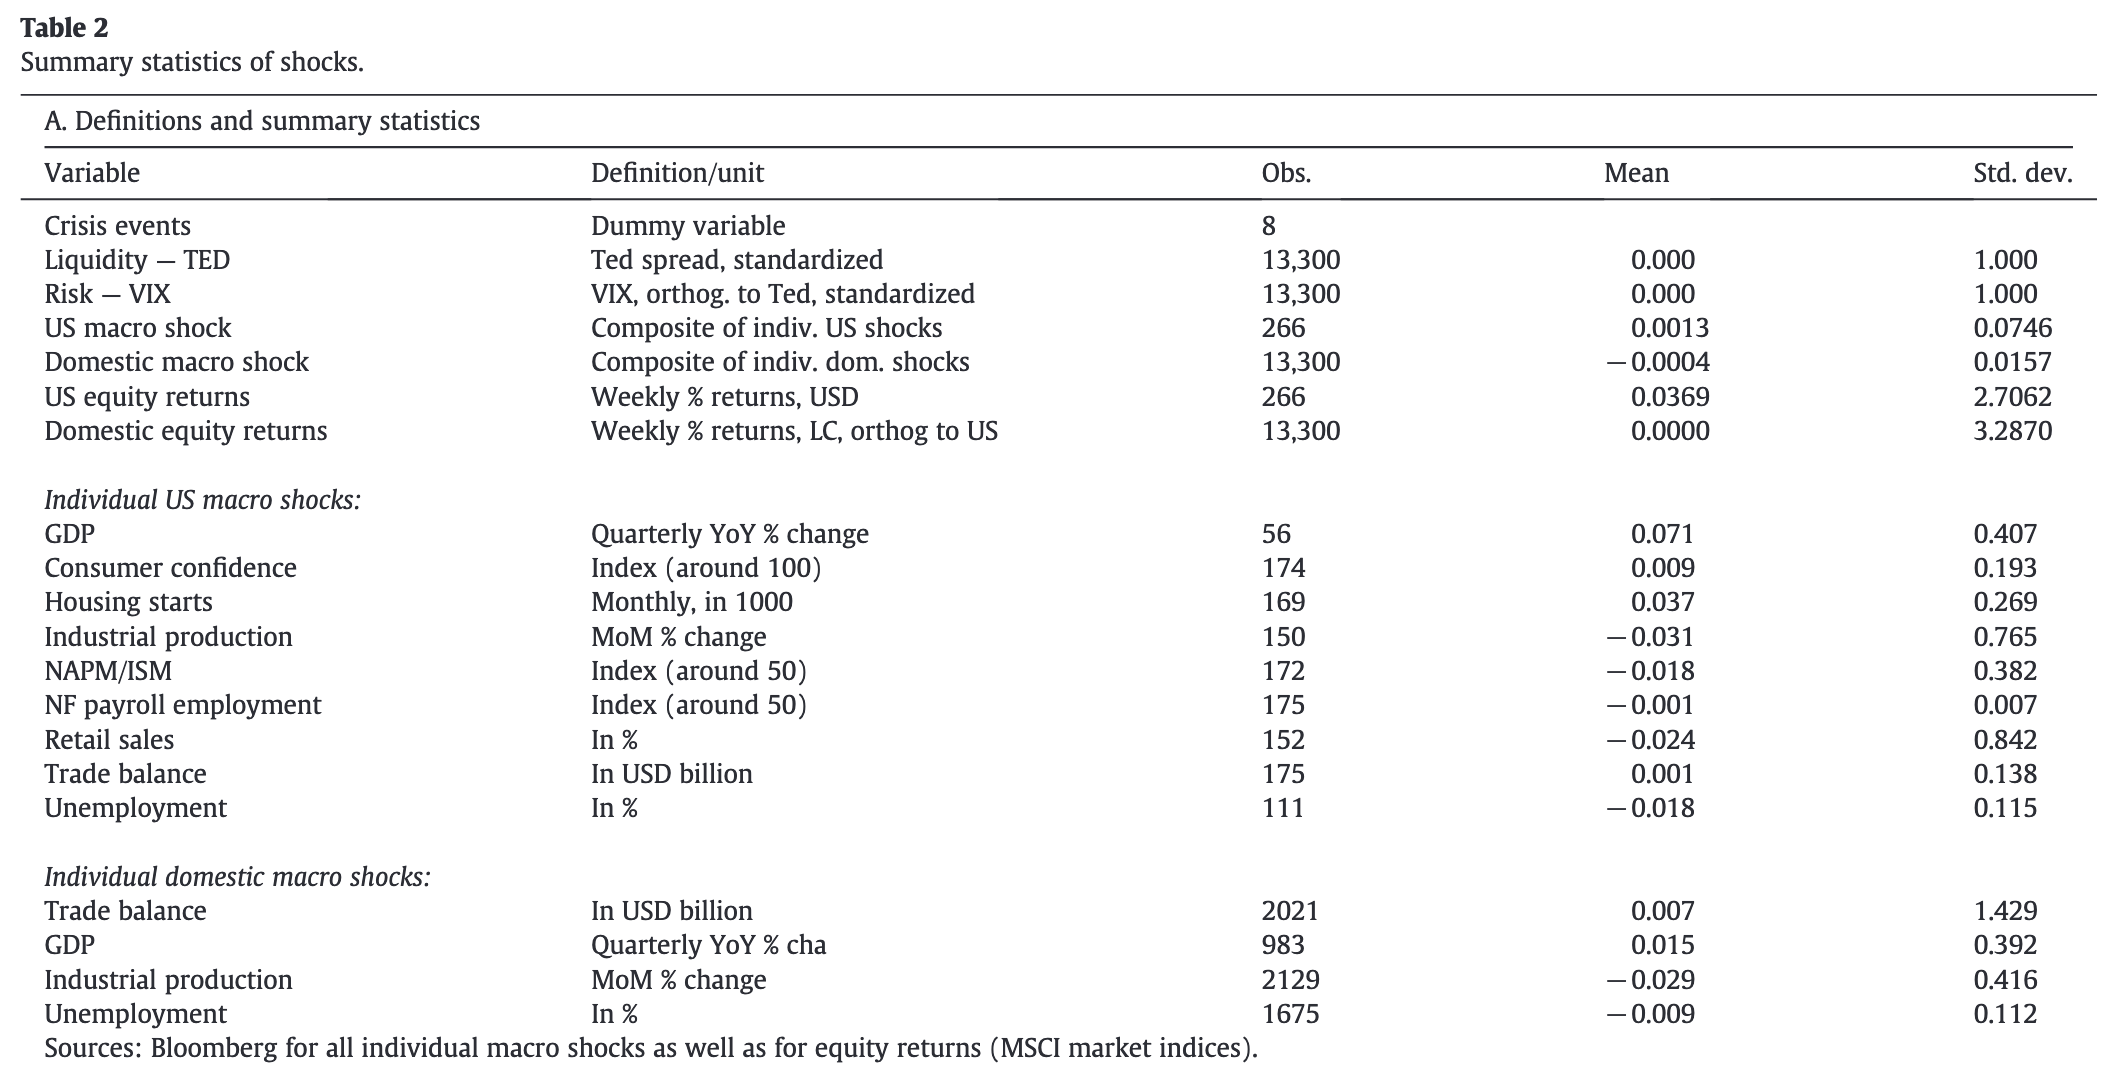 Table 2
Summary statistics of shocks.
A. Definitions and summary statistics
Variable Definition/unit Obs. Mean Std. dev.
Crisis events Dummy variable 8
Liquidity — TED Ted spread, standardized 13,300 0.000 1.000
Risk — VIX VIX, orthog. to Ted, standardized 13,300 0.000 1.000
US macro shock Composite of indiv. US shocks 266 0.0013 0.0746
Domestic macro shock Composite of indiv. dom. shocks 13,300 −0.0004 0.0157
US equity returns Weekly % returns, USD 266 0.0369 2.7062
Domestic equity returns Weekly % returns, LC, orthog to US 13,300 0.0000 3.2870
Individual US macro shocks:
GDP Quarterly YoY % change 56 0.071 0.407
Consumer confidence Index (around 100) 174 0.009 0.193
Housing starts Monthly, in 1000 169 0.037 0.269
Industrial production MoM % change 150 −0.031 0.765
NAPM/ISM Index (around 50) 172 −0.018 0.382
NF payroll employment Index (around 50) 175 −0.001 0.007
Retail sales In % 152 −0.024 0.842
Trade balance In USD billion 175 0.001 0.138
Unemployment In % 111 −0.018 0.115
Individual domestic macro shocks:
Trade balance In USD billion 2021 0.007 1.429
GDP Quarterly YoY % cha 983 0.015 0.392
Industrial production MoM % change 2129 −0.029 0.416
Unemployment In % 1675 −0.009 0.112
Sources: Bloomberg for all individual macro shocks as well as for equity returns (MSCI market indices).